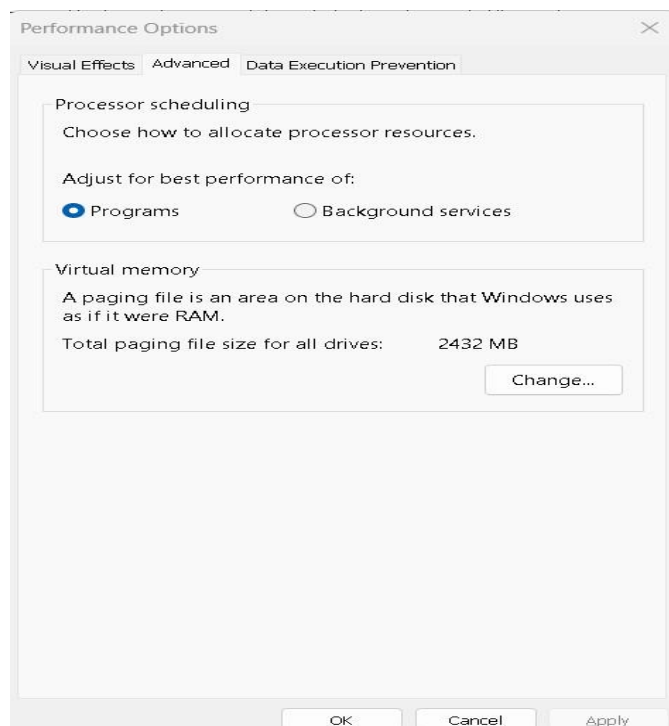 Performance Options
Visual Effects Advanced Data Execution Prevention
Processor scheduling
Choose how to allocate processor resources.
Adjust for best performance of:
Programs Background services
Virtual memory
A paging file is an area on the hard disk that Windows uses
as if it were RAM.
Total paging file size for all drives: 2432 MB
Change...
OK Cancel Apply